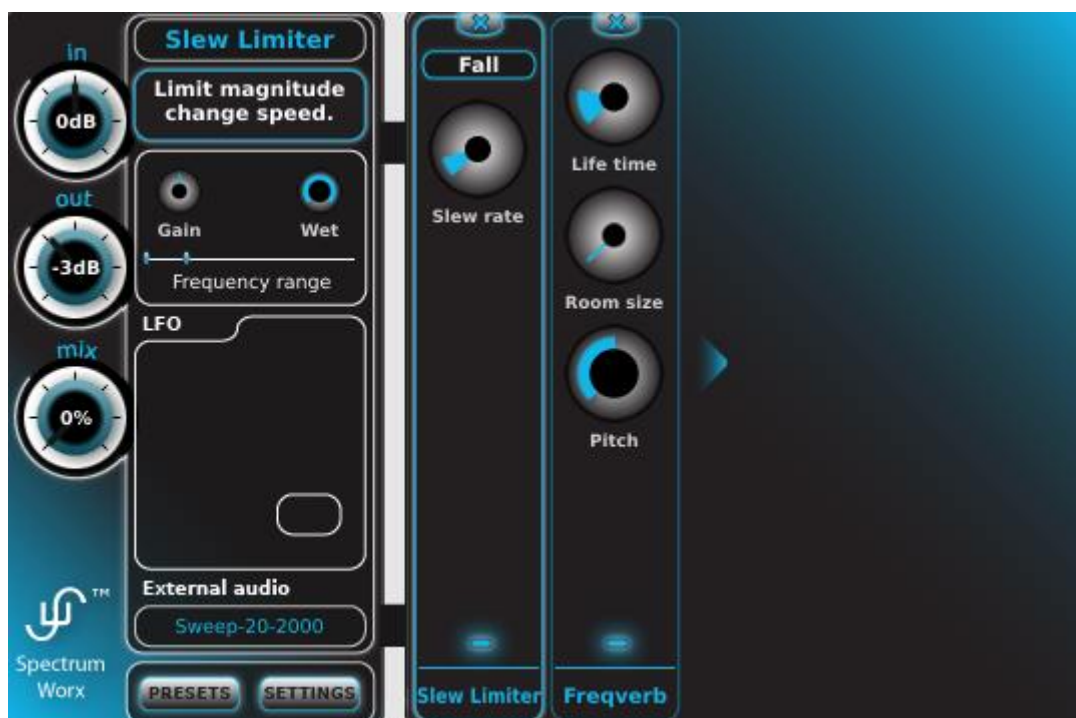 in
0dB
out
-3dB
mix
0%
Spectrum
Worx
TM
Slew Limiter
Limit magnitude
change speed.
Gain
Wet
Frequency range
LFO
External audio
Sweep-20-2000
PRESETS
SETTINGS
Fall
Slew rate
Slew Limiter
Life time
Room size
Pitch
Freqverb